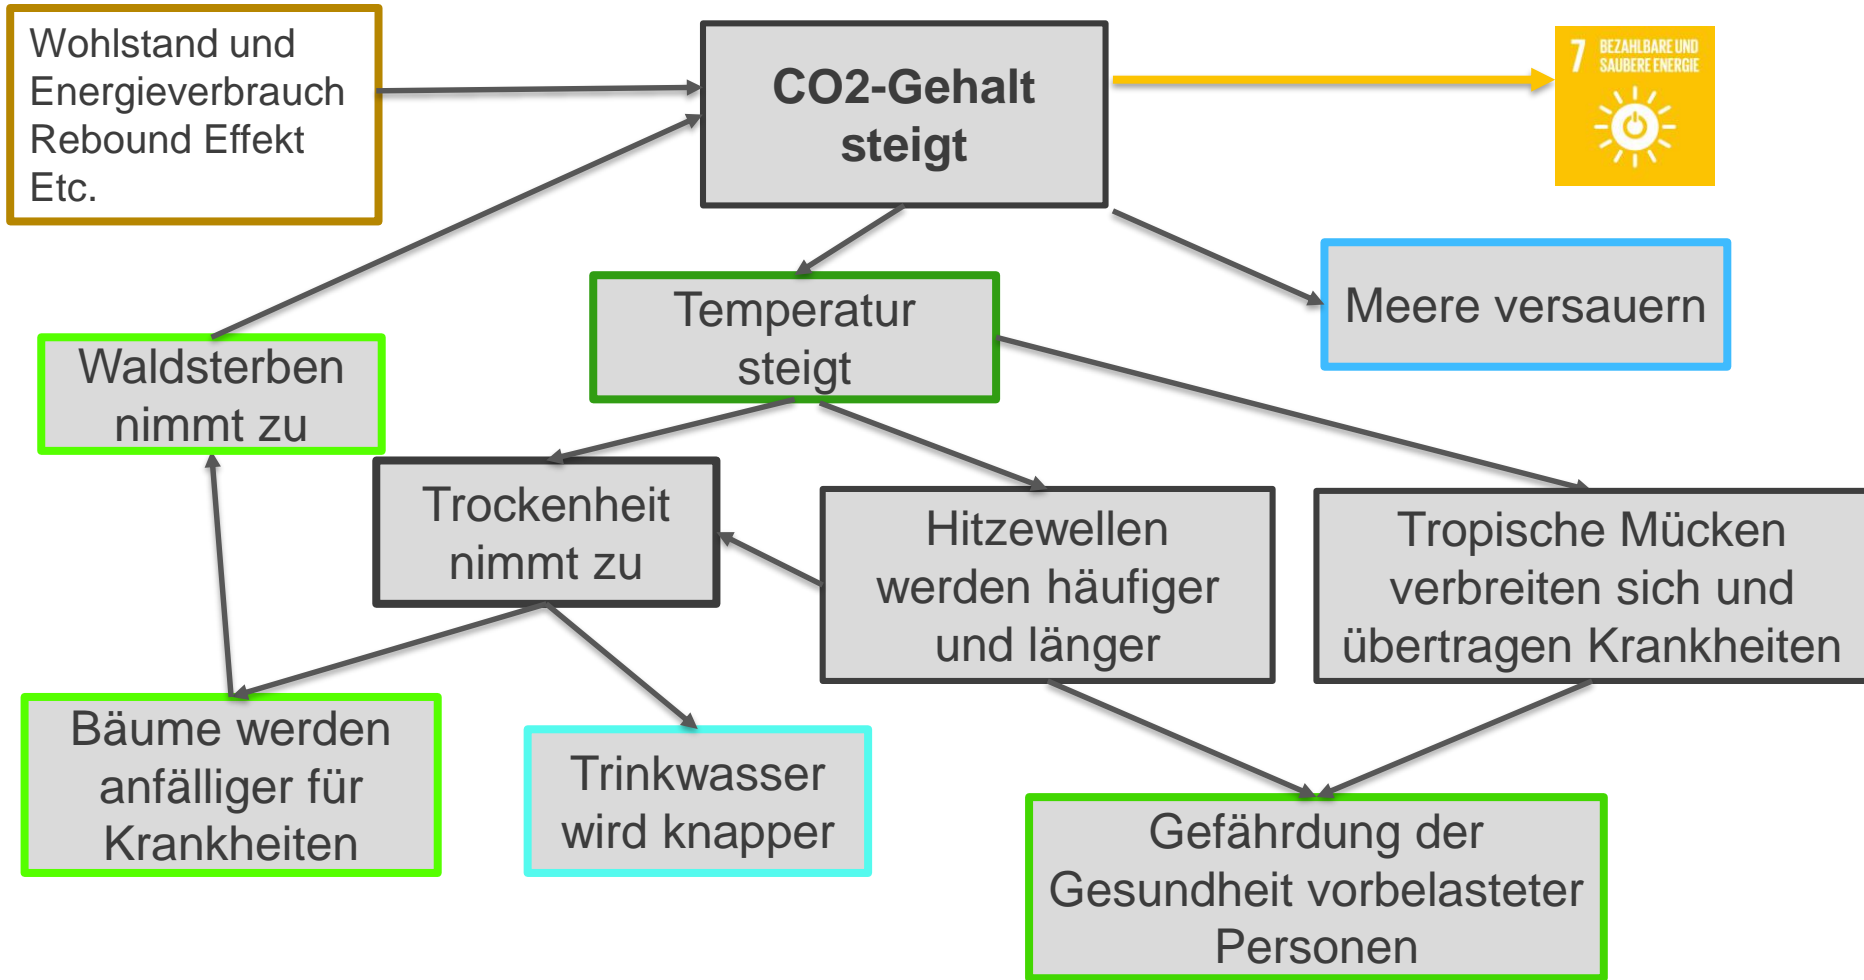 Wohlstand und
Energieverbrauch
Rebound Effekt
Etc.
CO2-Gehalt
steigt
7 BEZAHLBARE UND
SAUBERE ENERGIE
Temperatur
steigt
Meere versauern
Waldsterben
nimmt zu
Trockenheit
nimmt zu
Hitzewellen
werden häufiger
und länger
Tropische Mücken
verbreiten sich und
übertragen Krankheiten
Bäume werden
anfälliger für
Krankheiten
Trinkwasser
wird knapper
Gefährdung der
Gesundheit vorbelasteter
Personen